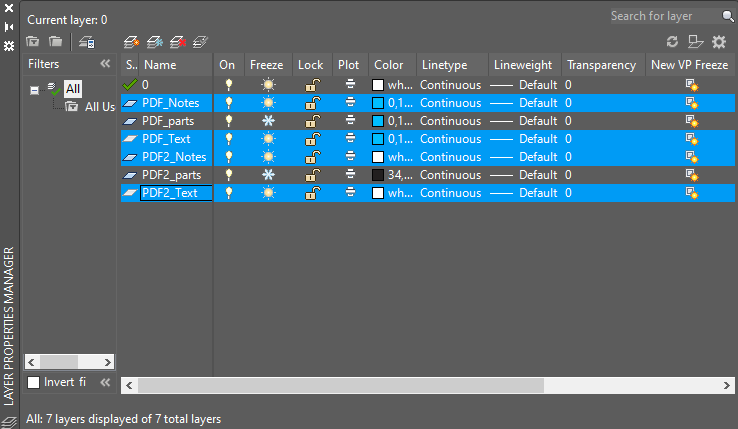 Current layer: 0
Search for layer
Filters
S.. Name On Freeze Lock Plot Color Linetype Lineweight Transparency New VP Freeze
All
All Us
0 wh... Continuous Default 0
PDF_Notes 0,1... Continuous Default 0
PDF_parts 0,1... Continuous Default 0
PDF_Text 0,1... Continuous Default 0
PDF2_Notes wh... Continuous Default 0
PDF2_parts 34,... Continuous Default 0
PDF2_Text wh... Continuous Default 0
Invert fi
LAYER PROPERTIES MANAGER
All: 7 layers displayed of 7 total layers